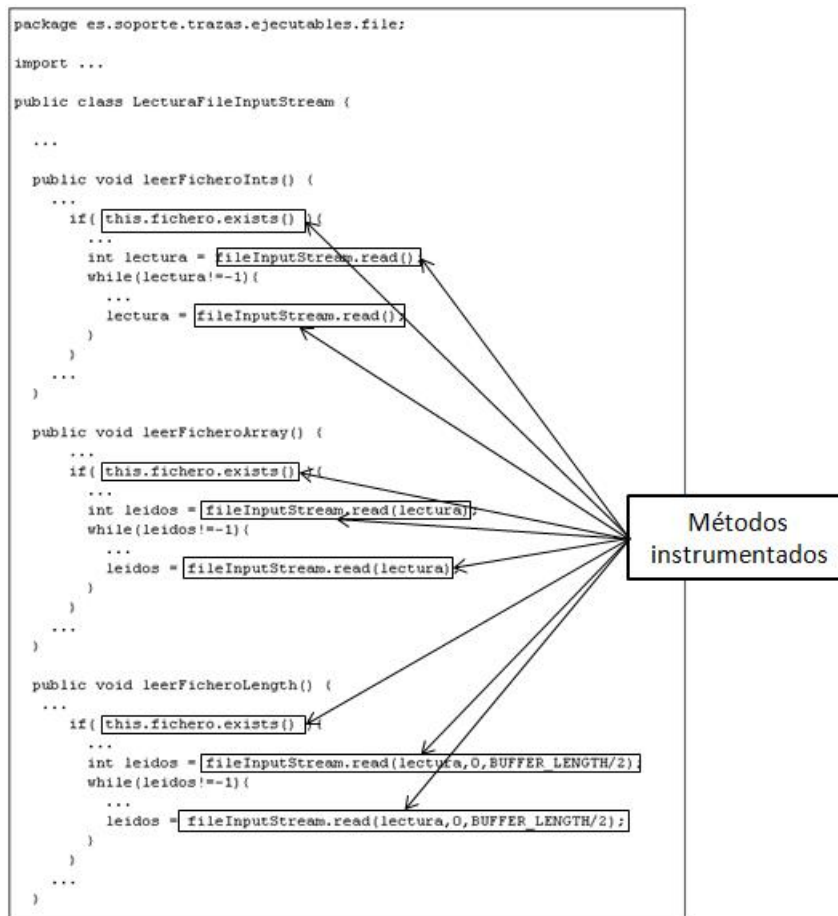 package es.soporte.trazas.ejecutables.file;
import ...
public class LecturaFileInputStream {
...
public void leerFicheroInts() {
...
if( this.fichero.exists() ){
...
int lectura = fileInputStream.read();
while(lectura!=-1){
...
lectura = fileInputStream.read();
}
}
...
}
public void leerFicheroArray() {
...
if( this.fichero.exists() ){
...
int leidos = fileInputStream.read(lectura);
while(leidos!=-1){
...
leidos = fileInputStream.read(lectura)
}
}
...
}
public void leerFicheroLength() {
...
if( this.fichero.exists() ){
...
int leidos = fileInputStream.read(lectura,0,BUFFER_LENGTH/2);
while(leidos!=-1){
...
leidos = fileInputStream.read(lectura,0,BUFFER_LENGTH/2);
}
}
...
}
Métodos
instrumentados